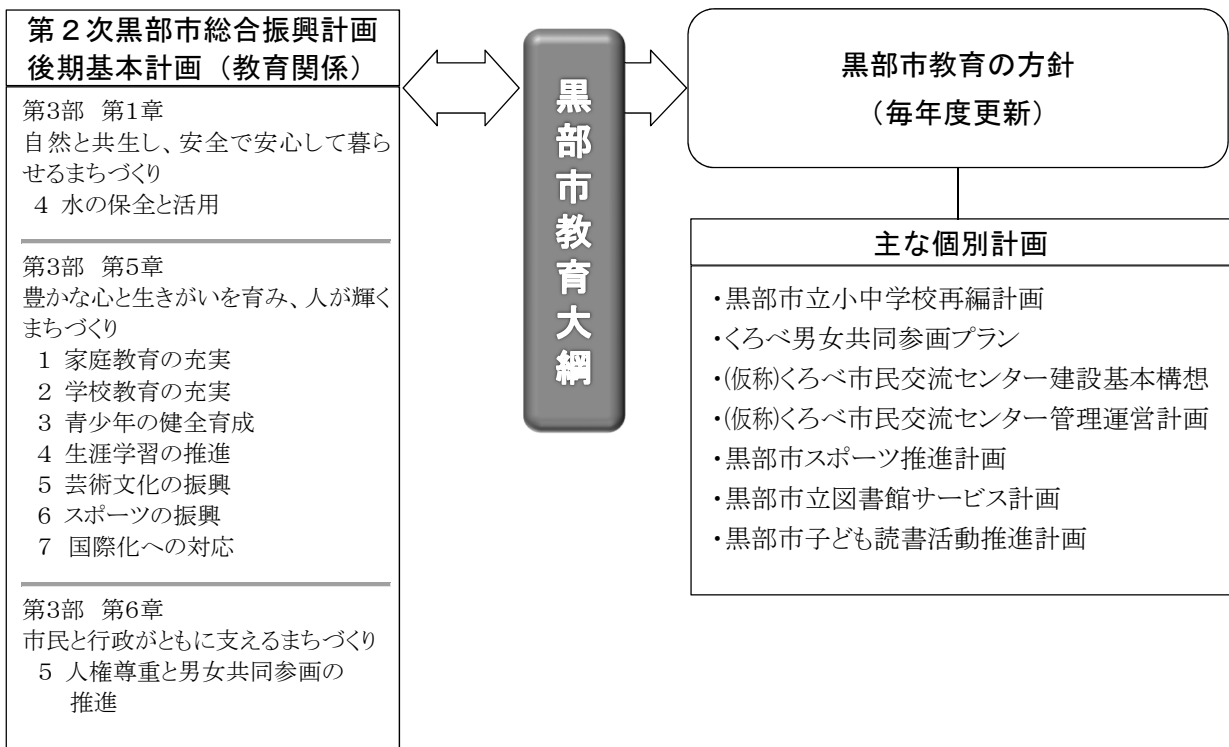 第２次黒部市総合振興計画
後期基本計画（教育関係）
第3部 第1章
自然と共生し、安全で安心して暮ら
せるまちづくり
4 水の保全と活用
第3部 第5章
豊かな心と生きがいを育み、人が輝く
まちづくり
1 家庭教育の充実
2 学校教育の充実
3 青少年の健全育成
4 生涯学習の推進
5 芸術文化の振興
6 スポーツの振興
7 国際化への対応
第3部 第6章
市民と行政がともに支えるまちづくり
5 人権尊重と男女共同参画の
推進
黒部市教育大綱
黒部市教育の方針
（毎年度更新）
主な個別計画
・黒部市立小中学校再編計画
・くろべ男女共同参画プラン
・(仮称)くろべ市民交流センター建設基本構想
・(仮称)くろべ市民交流センター管理運営計画
・黒部市スポーツ推進計画
・黒部市立図書館サービス計画
・黒部市子ども読書活動推進計画